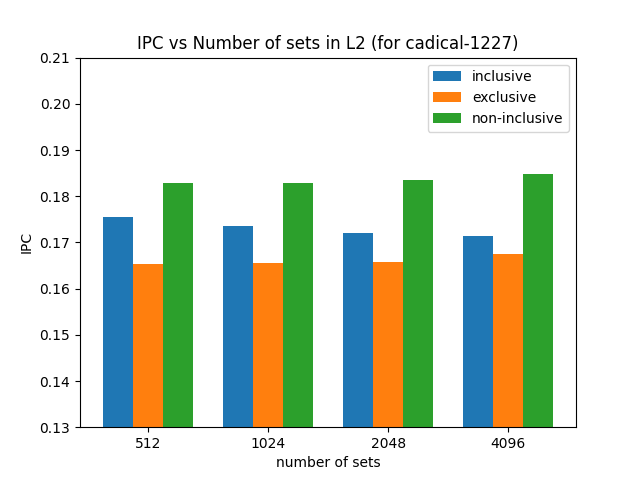 IPC vs Number of sets in L2 (for cadical-1227)
inclusive
exclusive
non-inclusive
0.21
0.20
0.19
0.18
0.17
0.16
0.15
0.14
0.13
IPC
512 1024 2048 4096
number of sets